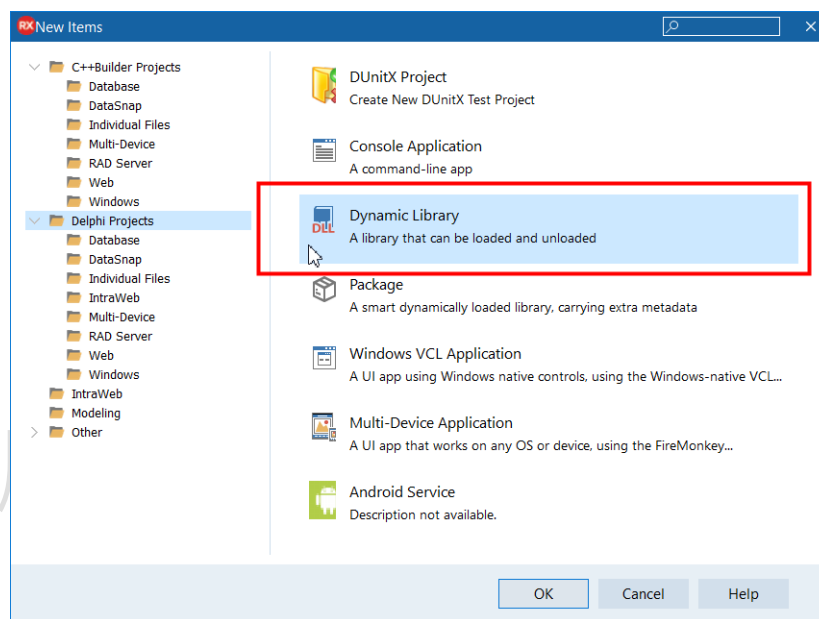 RX New Items
C++Builder Projects
Database
DataSnap
Individual Files
Multi-Device
RAD Server
Web
Windows
Delphi Projects
Database
DataSnap
Individual Files
IntraWeb
Multi-Device
RAD Server
Web
Windows
IntraWeb
Modeling
Other
DUnitX Project
Create New DUnitX Test Project
Console Application
A command-line app
DLL
Dynamic Library
A library that can be loaded and unloaded
Package
A smart dynamically loaded library, carrying extra metadata
Windows VCL Application
A UI app using Windows native controls, using the Windows-native VCL...
Multi-Device Application
A UI app that works on any OS or device, using the FireMonkey...
Android Service
Description not available.
OK Cancel Help